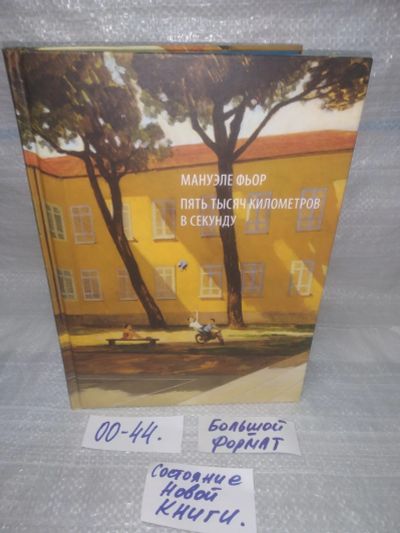 МАНУЭЛЕ ФЬОР
ПЯТЬ ТЫСЯЧ КИЛОМЕТРОВ
В СЕКУНДУ
00-44.
БОЛЬШОЙ
ФОРМАТ
СОСТОЯНИЕ
НОВОЙ
КНИГИ.